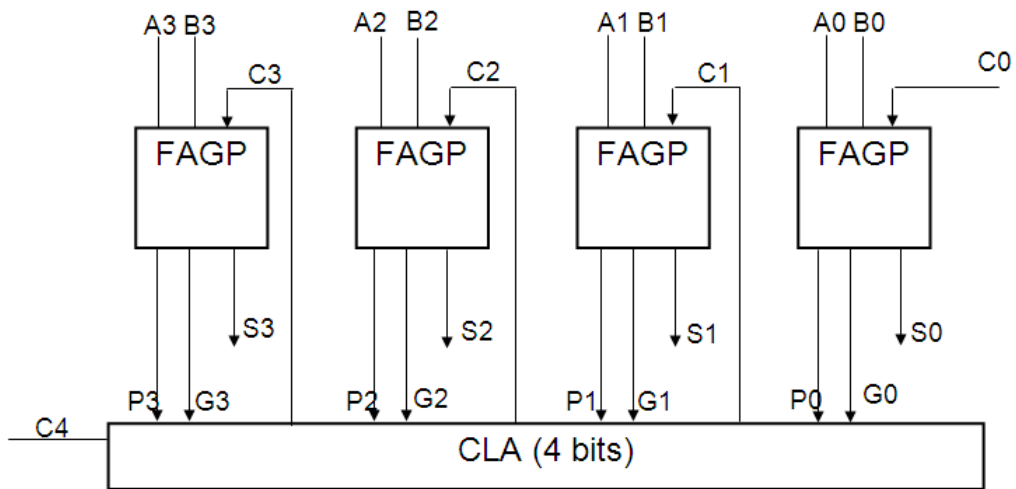 A3 B3
A2 B2
A1 B1
A0 B0
C3
C2
C1
C0
FAGP
FAGP
FAGP
FAGP
S3
S2
S1
S0
P3 G3
P2 G2
P1 G1
P0 G0
C4
CLA (4 bits)